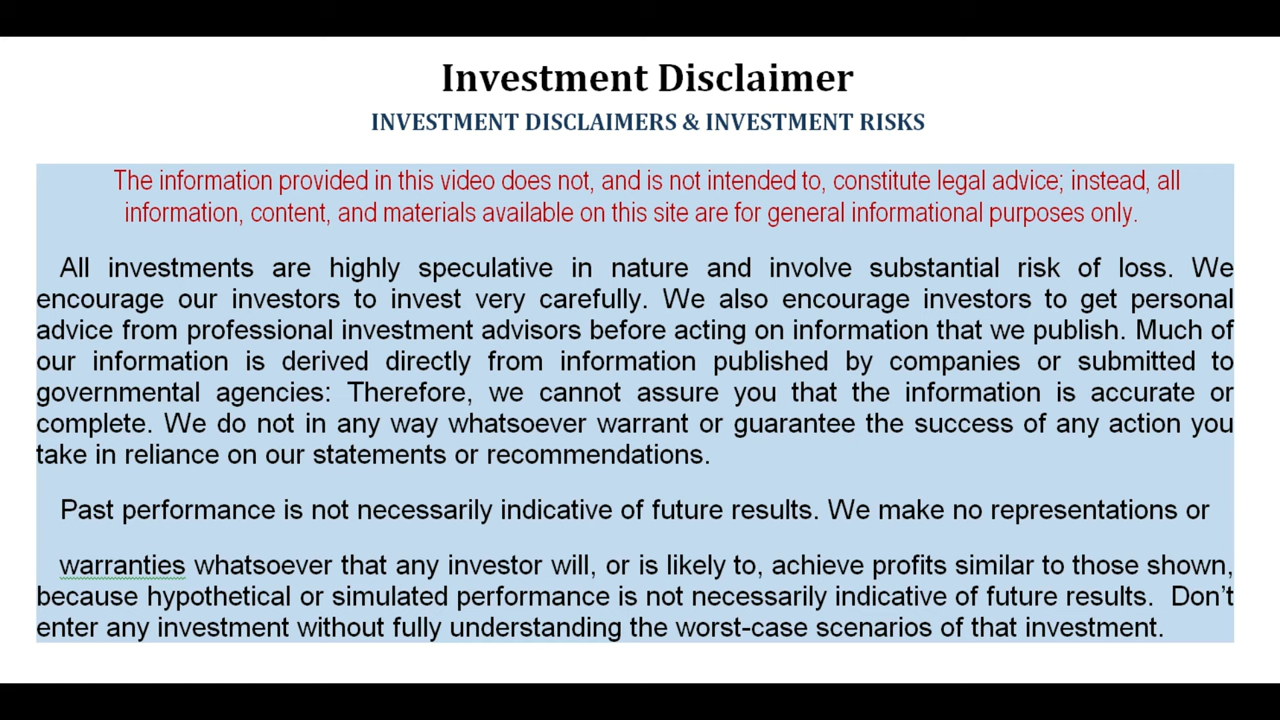 Investment Disclaimer
INVESTMENT DISCLAIMERS & INVESTMENT RISKS
The information provided in this video does not, and is not intended to, constitute legal advice; instead, all
information, content, and materials available on this site are for general informational purposes only.
All investments are highly speculative in nature and involve substantial risk of loss. We
encourage our investors to invest very carefully. We also encourage investors to get personal
advice from professional investment advisors before acting on information that we publish. Much of
our information is derived directly from information published by companies or submitted to
governmental agencies: Therefore, we cannot assure you that the information is accurate or
complete. We do not in any way whatsoever warrant or guarantee the success of any action you
take in reliance on our statements or recommendations.
Past performance is not necessarily indicative of future results. We make no representations or
warranties whatsoever that any investor will, or is likely to, achieve profits similar to those shown,
because hypothetical or simulated performance is not necessarily indicative of future results.  Don’t
enter any investment without fully understanding the worst-case scenarios of that investment.